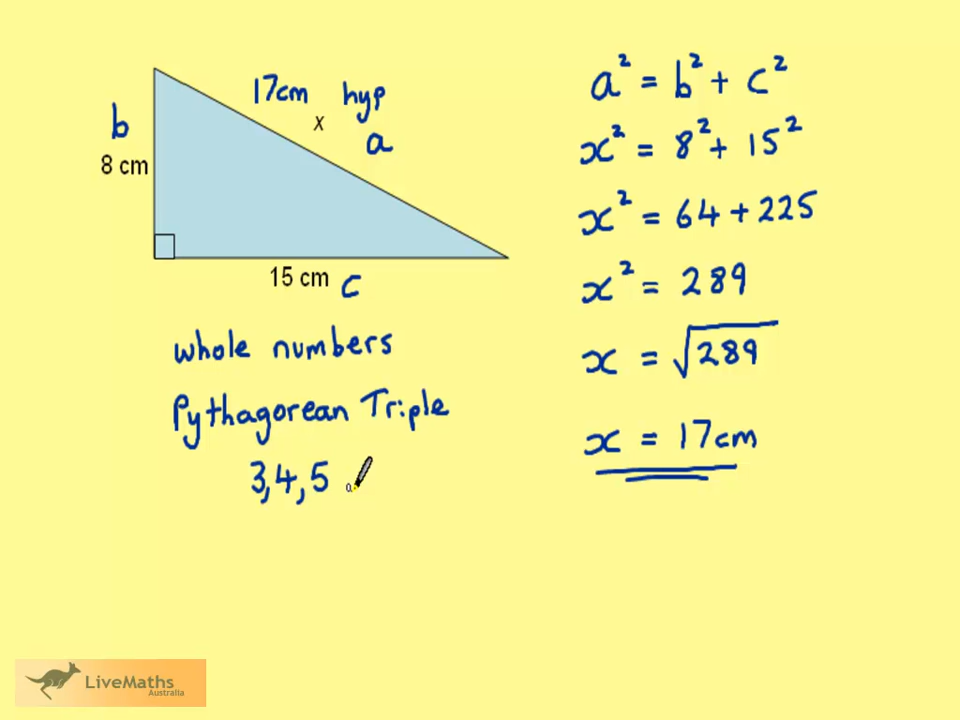 17cm hyp
x
a
b
8 cm
15 cm c
whole numbers
Pythagorean Triple
3,4,5
a² = b² + c²
x² = 8² + 15²
x² = 64 + 225
x² = 289
x = √289
x = 17cm
LiveMaths
Australia